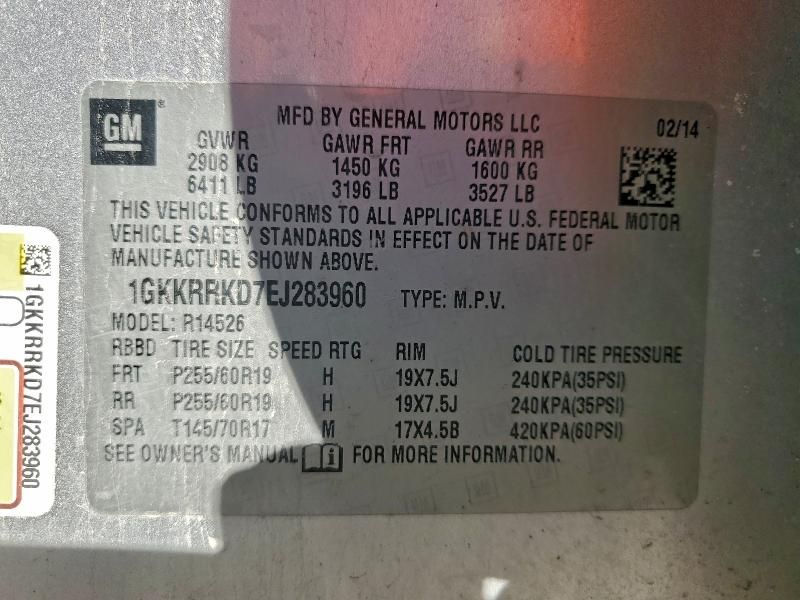 GM
MFD BY GENERAL MOTORS LLC 02/14
GVWR GAWR FRT GAWR RR
2908 KG 1450 KG 1600 KG
6411 LB 3196 LB 3527 LB
THIS VEHICLE CONFORMS TO ALL APPLICABLE U.S. FEDERAL MOTOR
VEHICLE SAFETY STANDARDS IN EFFECT ON THE DATE OF
MANUFACTURE SHOWN ABOVE.
1GKKRRKD7EJ283960 TYPE: M.P.V.
MODEL: R14526
RBBD TIRE SIZE SPEED RTG RIM COLD TIRE PRESSURE
FRT P255/60R19 H 19X7.5J 240KPA(35PSI)
RR P255/60R19 H 19X7.5J 240KPA(35PSI)
SPA T145/70R17 M 17X4.5B 420KPA(60PSI)
SEE OWNER'S MANUAL FOR MORE INFORMATION.
1GKKRRKD7EJ283960